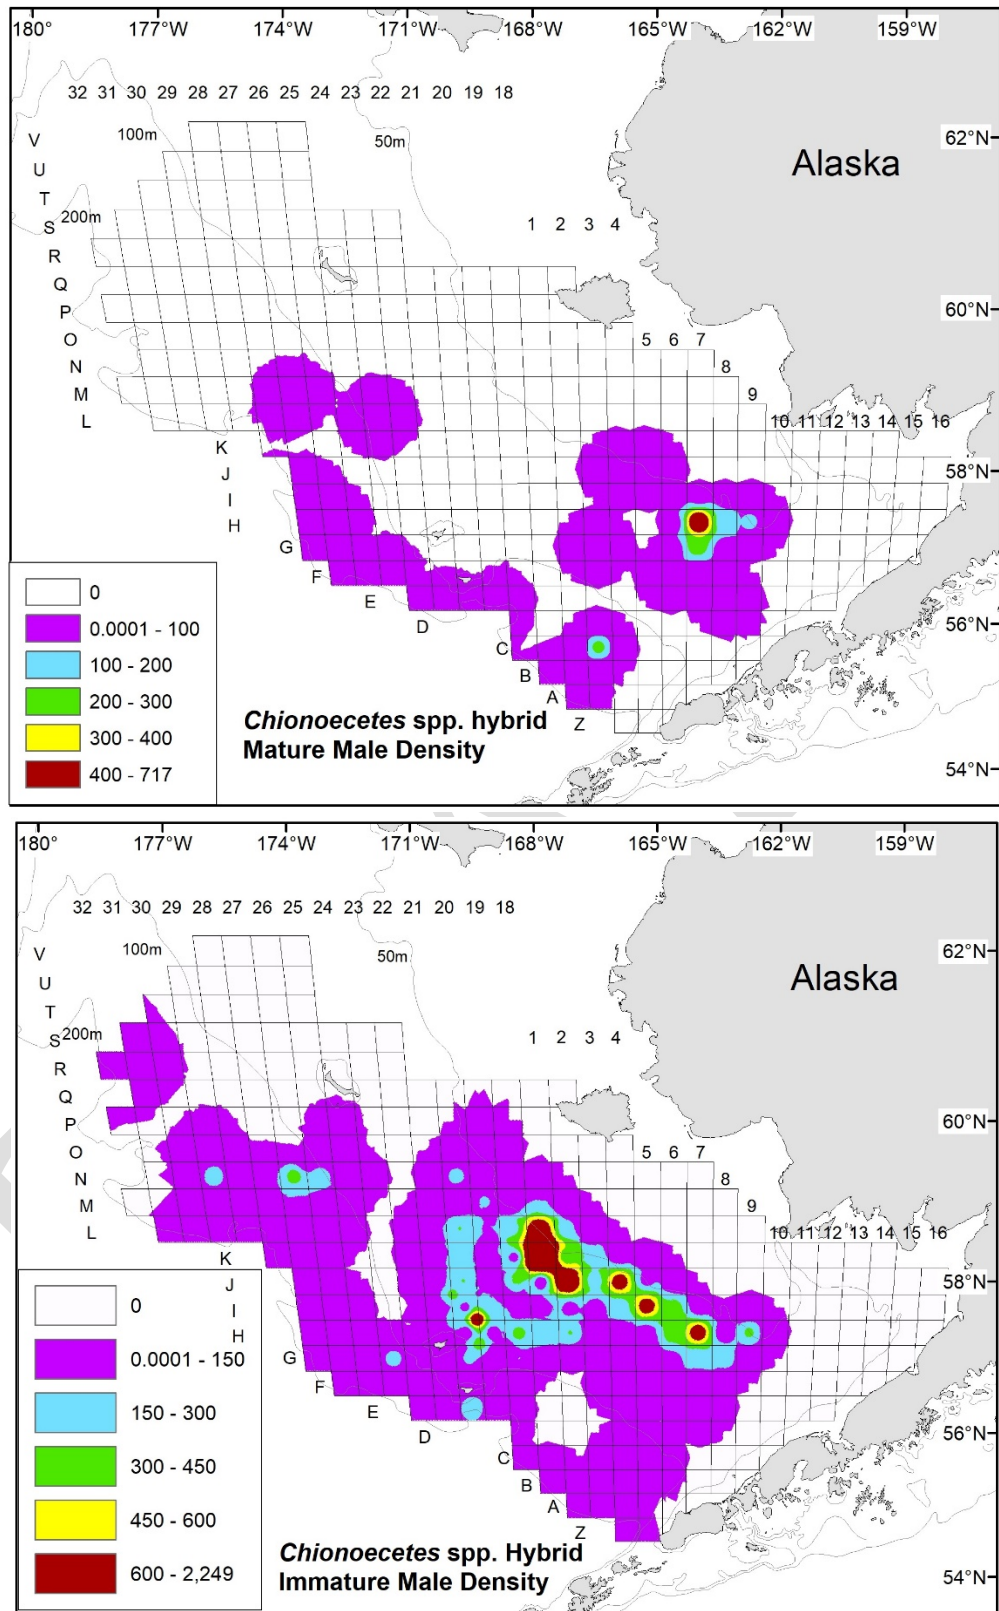 180° 177°W 174°W 171°W 168°W 165°W 162°W 159°W
32 31 30 29 28 27 26 25 24 23 22 21 20 19 18
V 100m 50m 62°N
U Alaska
T
S 200m 1 2 3 4
R
Q
P 60°N
O 5 6 7
N 8
M 9
L 10 11 12 13 14 15 16
K
J 58°N
I
H
G
F
E
D 56°N
C
B
A
Z
0
0.0001 - 100
100 - 200
200 - 300
300 - 400
400 - 717
Chionoecetes spp. hybrid
Mature Male Density
54°N
180° 177°W 174°W 171°W 168°W 165°W 162°W 159°W
32 31 30 29 28 27 26 25 24 23 22 21 20 19 18
V 100m 50m 62°N
U Alaska
T
S 200m 1 2 3 4
R
Q
P 60°N
O 5 6 7
N 8
M 9
L 10 11 12 13 14 15 16
K
J 58°N
I
H
G
F
E
D 56°N
C
B
A
Z
0
0.0001 - 150
150 - 300
300 - 450
450 - 600
600 - 2,249
Chionoecetes spp. Hybrid
Immature Male Density
54°N